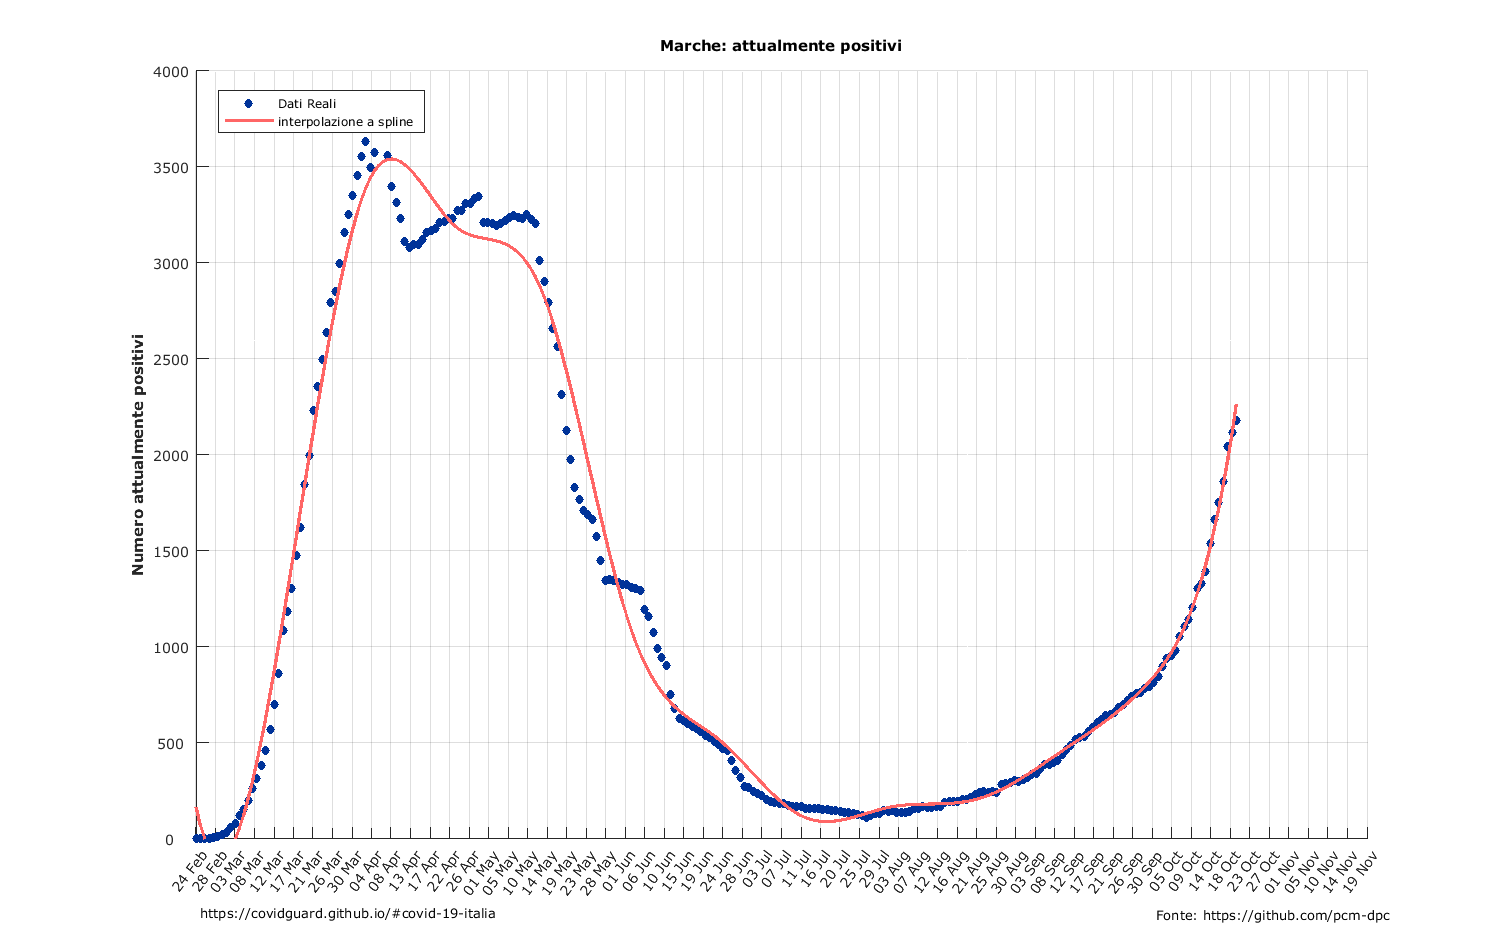 Marche: attualmente positivi
Numero attualmente positivi
4000
3500
3000
2500
2000
1500
1000
500
0
Dati Reali
interpolazione a spline
24 Feb
28 Feb
03 Mar
08 Mar
12 Mar
17 Mar
21 Mar
26 Mar
30 Mar
04 Apr
08 Apr
13 Apr
17 Apr
22 Apr
26 Apr
01 May
05 May
10 May
14 May
19 May
23 May
28 May
01 Jun
06 Jun
10 Jun
15 Jun
19 Jun
24 Jun
28 Jun
03 Jul
07 Jul
11 Jul
16 Jul
20 Jul
25 Jul
29 Jul
03 Aug
07 Aug
12 Aug
16 Aug
21 Aug
25 Aug
30 Aug
03 Sep
08 Sep
12 Sep
17 Sep
21 Sep
26 Sep
30 Sep
05 Oct
09 Oct
14 Oct
18 Oct
23 Oct
27 Oct
01 Nov
05 Nov
10 Nov
14 Nov
19 Nov
https://covidguard.github.io/#covid-19-italia
Fonte: https://github.com/pcm-dpc